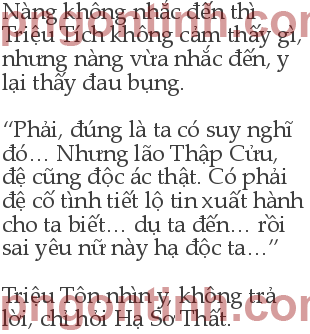 Nàng không nhắc đến thì
Triệu Tích không cảm thấy gì,
nhưng nàng vừa nhắc đến, y
lại thấy đau bụng.
“Phải, đúng là ta có suy nghĩ
đó… Nhưng lão Thập Cửu,
đệ cũng độc ác thật. Có phải
đệ cố tình tiết lộ tin xuất hành
cho ta biết… dụ ta đến… rồi
sai yêu nữ này hạ độc ta…”
Triệu Tôn nhìn y, không trả
lời, chỉ hỏi Hạ Sơ Thất.